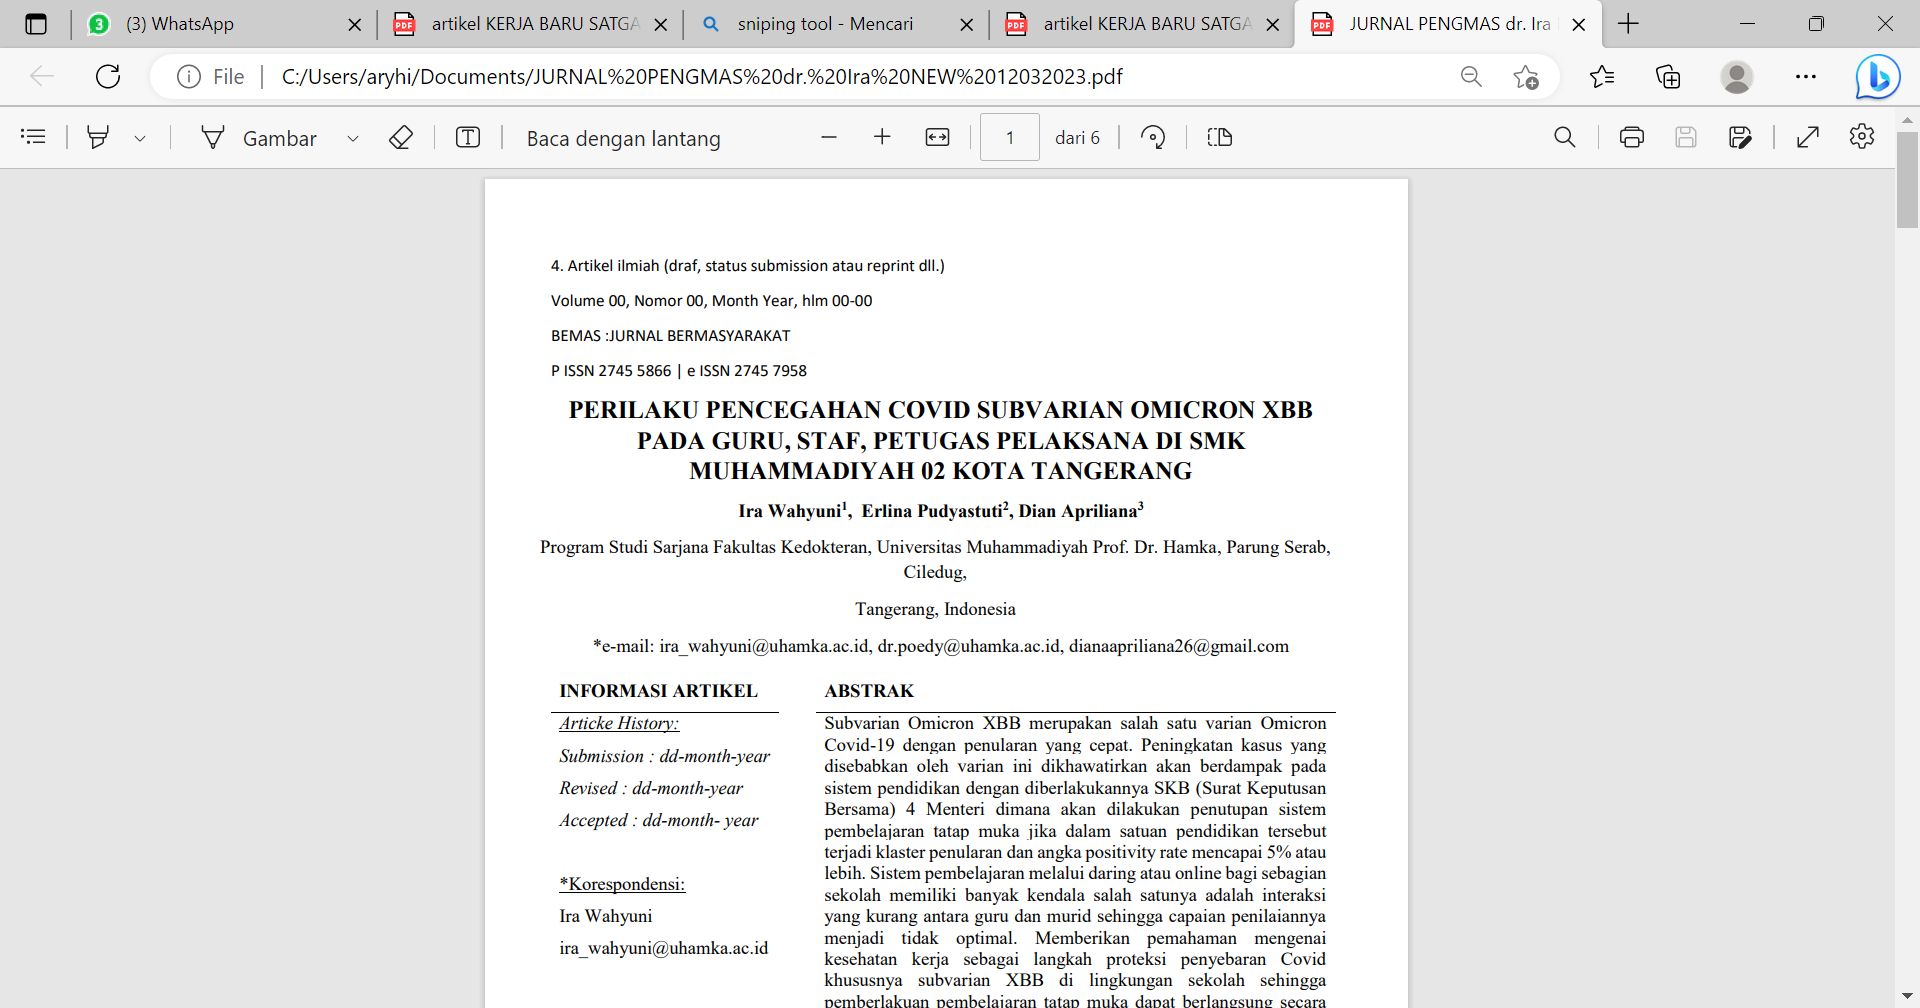 (3) WhatsApp
artikel KERJA BARU SATGA
sniping tool - Mencari
artikel KERJA BARU SATGA
JURNAL PENGMAS dr. Ira
File
C:/Users/aryhi/Documents/JURNAL%20PENGMAS%20dr.%20Ira%20NEW%2012032023.pdf
Gambar
Baca dengan lantang
1
dari 6
4. Artikel ilmiah (draf, status submission atau reprint dll.)
Volume 00, Nomor 00, Month Year, hlm 00-00
BEMAS :JURNAL BERMASYARAKAT
P ISSN 2745 5866 | e ISSN 2745 7958
PERILAKU PENCEGAHAN COVID SUBVARIAN OMICRON XBB
PADA GURU, STAF, PETUGAS PELAKSANA DI SMK
MUHAMMADIYAH 02 KOTA TANGERANG
Ira Wahyuni1, Erlina Pudyastuti2, Dian Apriliana3
Program Studi Sarjana Fakultas Kedokteran, Universitas Muhammadiyah Prof. Dr. Hamka, Parung Serab,
Ciledug,
Tangerang, Indonesia
*e-mail: ira_wahyuni@uhamka.ac.id, dr.poedy@uhamka.ac.id, dianaapriliana26@gmail.com
INFORMASI ARTIKEL
Articke History:
Submission : dd-month-year
Revised : dd-month-year
Accepted : dd-month- year
*Korespondensi:
Ira Wahyuni
ira_wahyuni@uhamka.ac.id
ABSTRAK
Subvarian Omicron XBB merupakan salah satu varian Omicron
Covid-19 dengan penularan yang cepat. Peningkatan kasus yang
disebabkan oleh varian ini dikhawatirkan akan berdampak pada
sistem pendidikan dengan diberlakukannya SKB (Surat Keputusan
Bersama) 4 Menteri dimana akan dilakukan penutupan sistem
pembelajaran tatap muka jika dalam satuan pendidikan tersebut
terjadi klaster penularan dan angka positivity rate mencapai 5% atau
lebih. Sistem pembelajaran melalui daring atau online bagi sebagian
sekolah memiliki banyak kendala salah satunya adalah interaksi
yang kurang antara guru dan murid sehingga capaian penilaiannya
menjadi tidak optimal. Memberikan pemahaman mengenai
kesehatan kerja sebagai langkah proteksi penyebaran Covid
khususnya subvarian XBB di lingkungan sekolah sehingga
pemberlakuan pembelajaran tatap muka dapat berlangsung secara